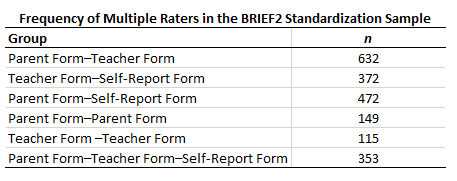 Frequency of Multiple Raters in the BRIEF2 Standardization Sample
Group n
Parent Form–Teacher Form 632
Teacher Form–Self-Report Form 372
Parent Form–Self-Report Form 472
Parent Form–Parent Form 149
Teacher Form –Teacher Form 115
Parent Form–Teacher Form–Self-Report Form 353